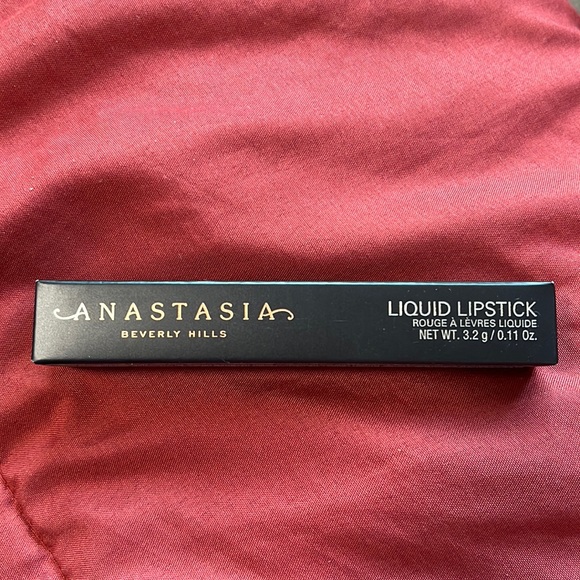 ANASTASIA
BEVERLY HILLS
LIQUID LIPSTICK
ROUGE À LÈVRES LIQUIDE
NET WT. 3.2 g / 0.11 Oz.